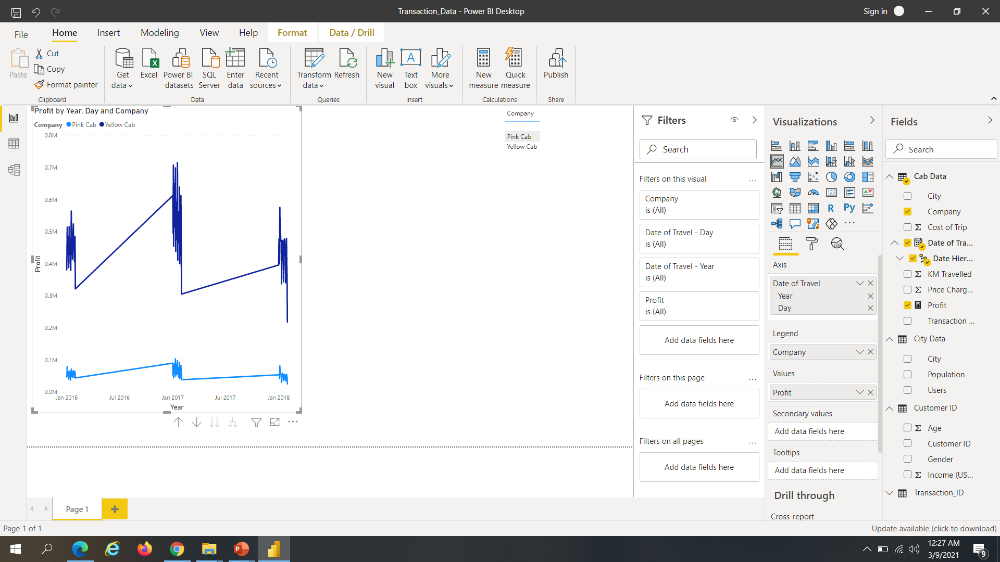 Transaction_Data - Power BI Desktop
Sign in
File
Home
Insert
Modeling
View
Help
Format
Data / Drill
Paste
Cut
Copy
Format painter
Clipboard
Get data
Excel
Power BI datasets
SQL Server
Enter data
Recent sources
Data
Transform data
Refresh
Queries
New visual
Text box
More visuals
Insert
New measure
Quick measure
Calculations
Publish
Share
Profit by Year, Day and Company
Company Pink Cab Yellow Cab
0.8M
0.7M
0.6M
0.5M
0.4M
0.3M
0.2M
0.1M
0.0M
Profit
Jan 2016 Jul 2016 Jan 2017 Jul 2017 Jan 2018
Year
Company
Pink Cab
Yellow Cab
Filters
Search
Filters on this visual
...
Company
is (All)
Date of Travel - Day
is (All)
Date of Travel - Year
is (All)
Profit
is (All)
Add data fields here
Filters on this page
...
Add data fields here
Filters on all pages
...
Add data fields here
Visualizations
123
R
Py
...
Axis
Date of Travel
Year
Day
Legend
Company
Values
Profit
Secondary values
Add data fields here
Tooltips
Add data fields here
Drill through
Cross-report
Fields
Search
Cab Data
City
Company
Cost of Trip
Date of Tra...
Date Hier...
KM Travelled
Price Charg...
Profit
Transaction ...
City Data
City
Population
Users
Customer ID
Age
Customer ID
Gender
Income (US...
Transaction_ID
Page 1
Page 1 of 1
Update available (click to download)
12:27 AM
3/9/2021
9